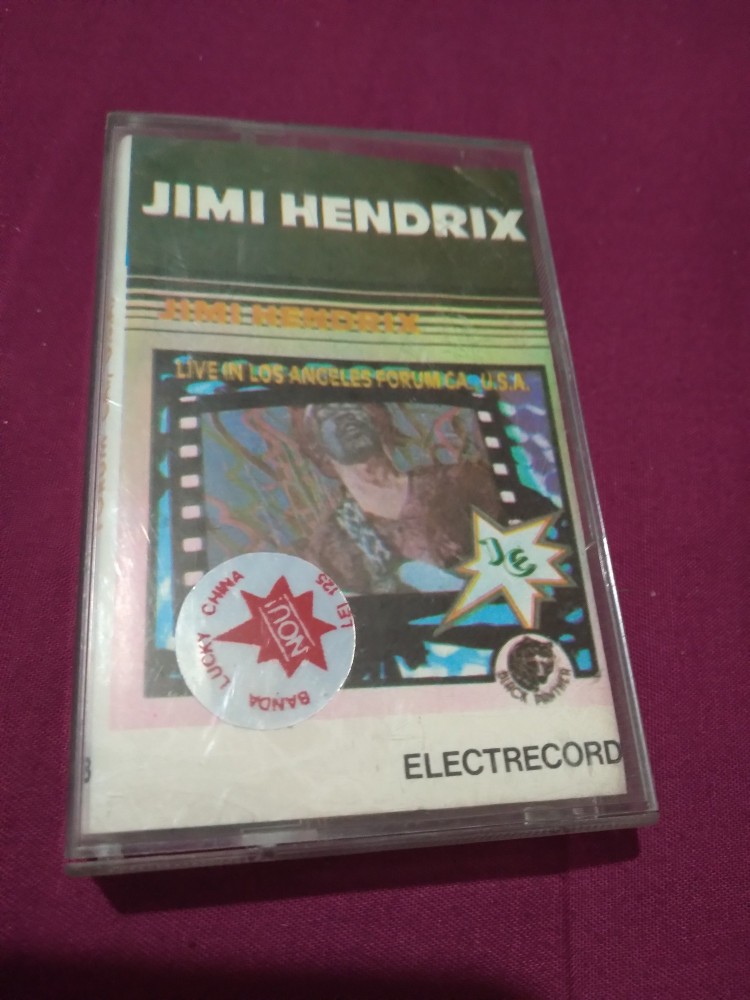 JIMI HENDRIX
JIMI HENDRIX
LIVE IN LOS ANGELES FORUM CA, U.S.A.
BANDA LUCKY CHINA
NOU!
LEI 125
BLACK PANTHER
ELECTRECORD